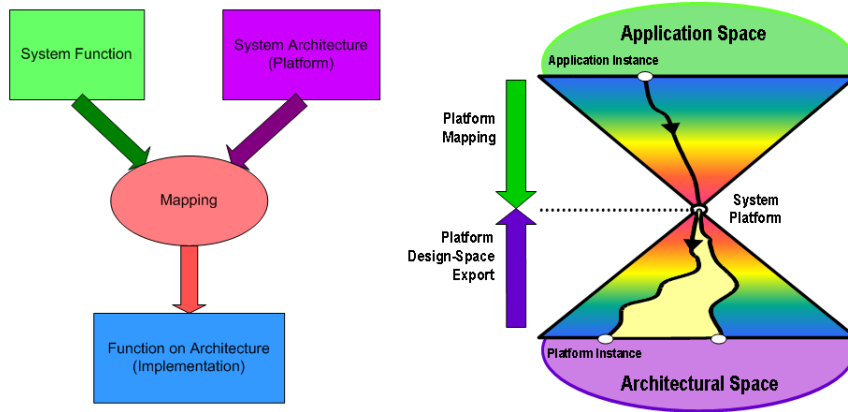 System Function
System Architecture
(Platform)
Mapping
Function on Architecture
(Implementation)
Application Space
Application Instance
Platform
Mapping
System
Platform
Platform
Design-Space
Export
Platform Instance
Architectural Space